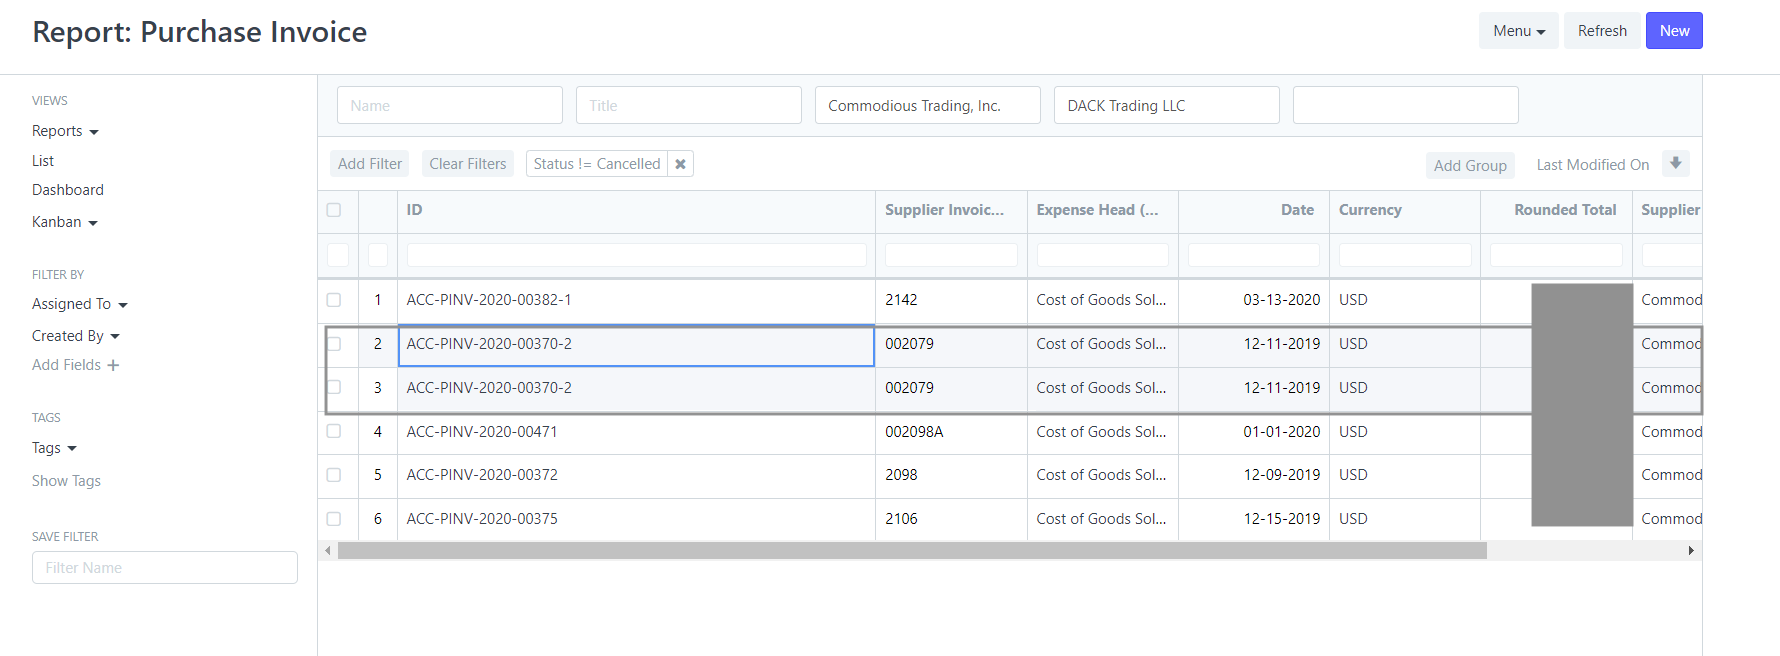 Report: Purchase Invoice
Menu Refresh New
VIEWS
Reports
List
Dashboard
Kanban
FILTER BY
Assigned To
Created By
Add Fields +
TAGS
Tags
Show Tags
SAVE FILTER
Filter Name
Name Title Commodious Trading, Inc. DACK Trading LLC
Add Filter Clear Filters Status != Cancelled Add Group Last Modified On
ID Supplier Invoic... Expense Head (... Date Currency Rounded Total Supplier
1 ACC-PINV-2020-00382-1 2142 Cost of Goods Sol... 03-13-2020 USD Commod
2 ACC-PINV-2020-00370-2 002079 Cost of Goods Sol... 12-11-2019 USD Commod
3 ACC-PINV-2020-00370-2 002079 Cost of Goods Sol... 12-11-2019 USD Commod
4 ACC-PINV-2020-00471 002098A Cost of Goods Sol... 01-01-2020 USD Commod
5 ACC-PINV-2020-00372 2098 Cost of Goods Sol... 12-09-2019 USD Commod
6 ACC-PINV-2020-00375 2106 Cost of Goods Sol... 12-15-2019 USD Commod